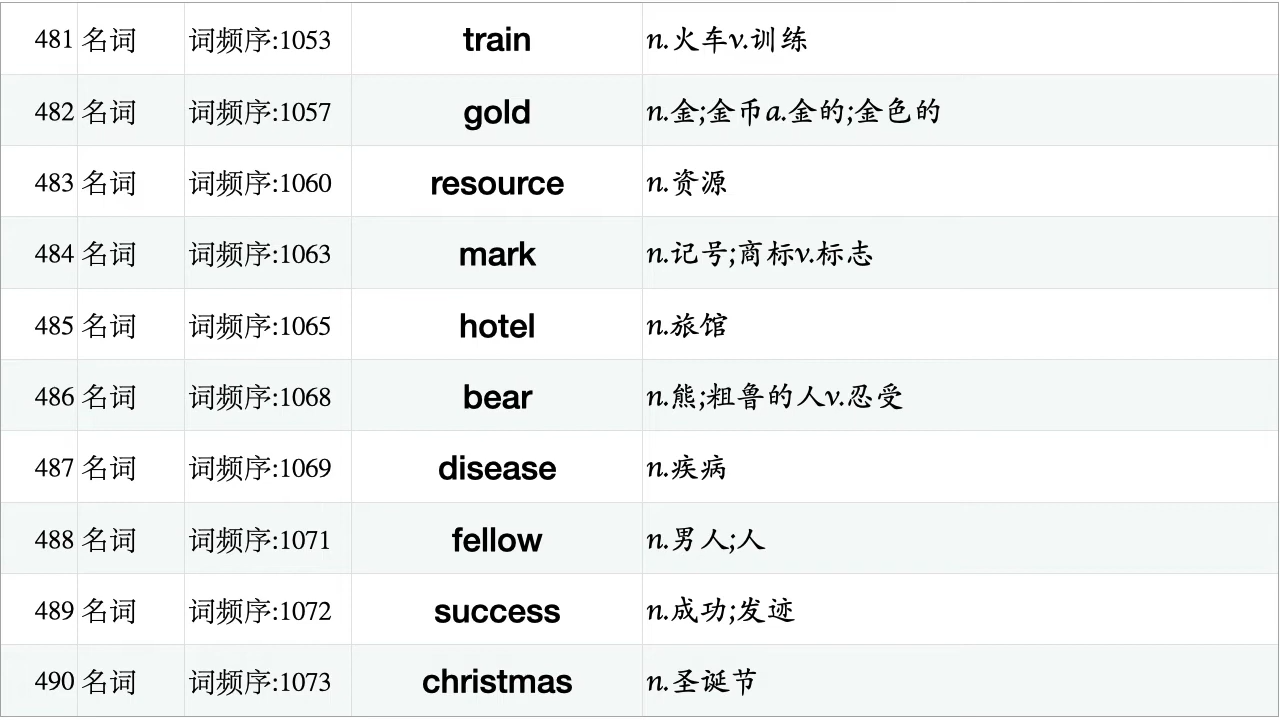 481 名词 词频序:1053 train n.火车v.训练
482 名词 词频序:1057 gold n.金;金币a.金的;金色的
483 名词 词频序:1060 resource n.资源
484 名词 词频序:1063 mark n.记号;商标v.标志
485 名词 词频序:1065 hotel n.旅馆
486 名词 词频序:1068 bear n.熊;粗鲁的人v.忍受
487 名词 词频序:1069 disease n.疾病
488 名词 词频序:1071 fellow n.男人;人
489 名词 词频序:1072 success n.成功;发迹
490 名词 词频序:1073 christmas n.圣诞节